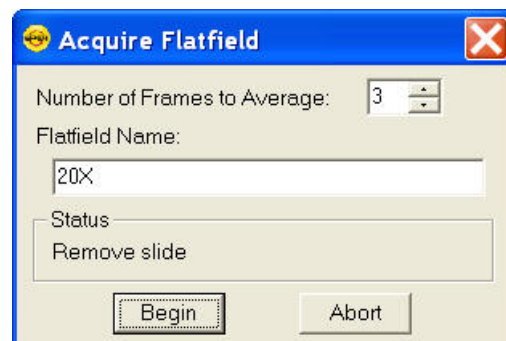 Acquire Flatfield
Number of Frames to Average: 3
Flatfield Name:
20X
Status
Remove slide
Begin Abort